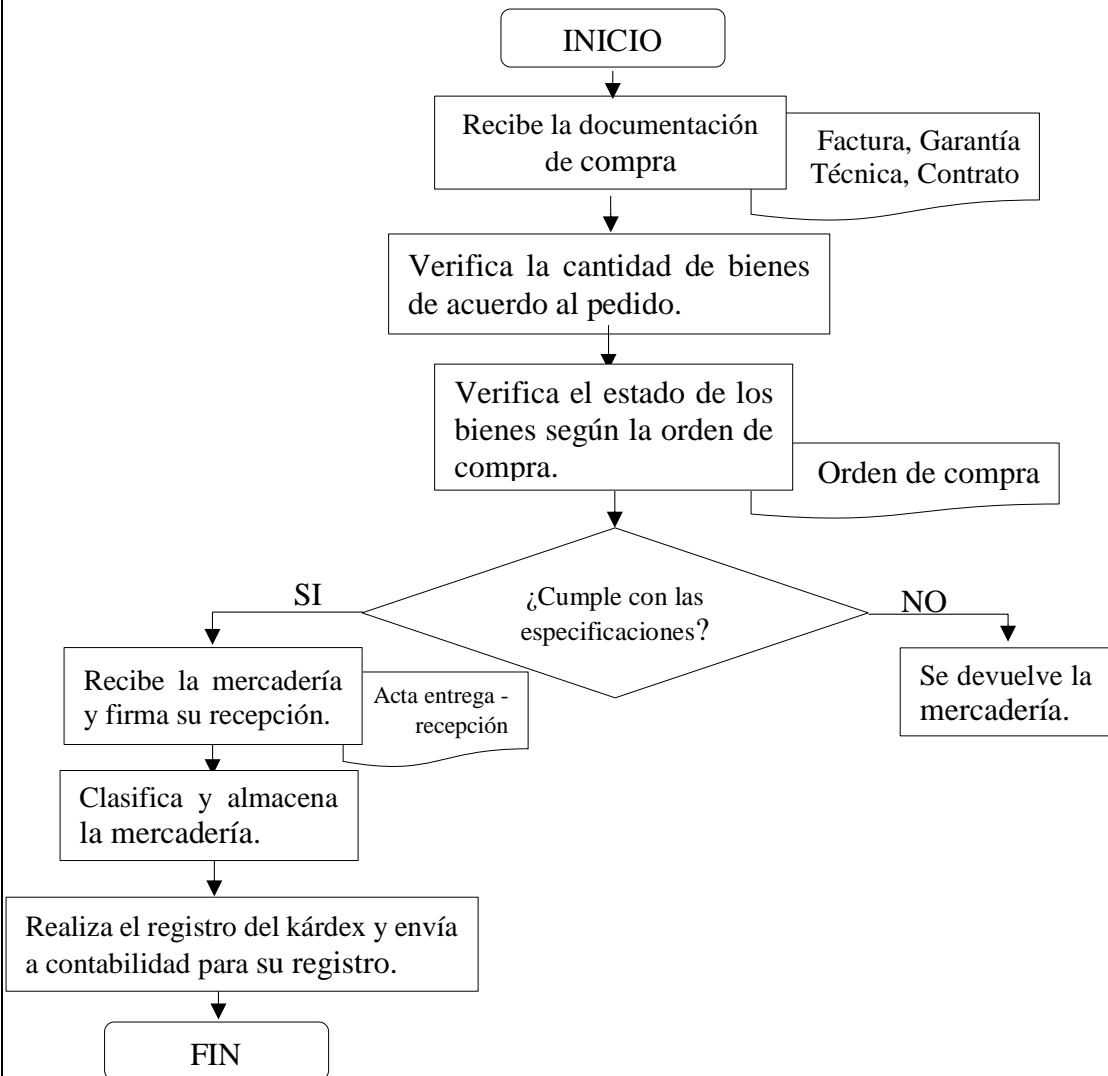 INICIO
Recibe la documentación
de compra
Factura, Garantía
Técnica, Contrato
Verifica la cantidad de bienes
de acuerdo al pedido.
Verifica el estado de los
bienes según la orden de
compra.
Orden de compra
¿Cumple con las
especificaciones?
SI
NO
Recibe la mercadería
y firma su recepción.
Acta entrega -
recepción
Se devuelve la
mercadería.
Clasifica y almacena
la mercadería.
Realiza el registro del kárdex y envía
a contabilidad para su registro.
FIN